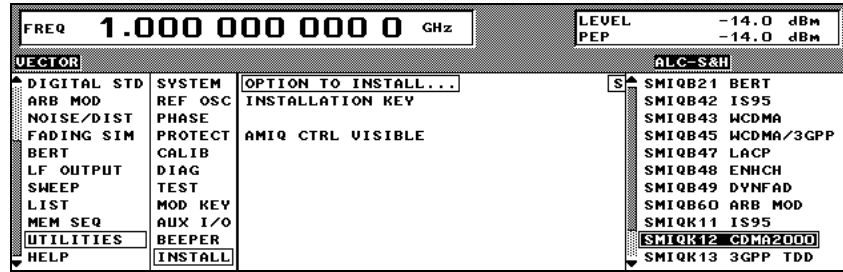 FREQ 1.000 000 000 0 GHz
LEVEL -14.0 dBm
PEP -14.0 dBm
VECTOR
ALC-S&H
DIGITAL STD
ARB MOD
NOISE/DIST
FADING SIM
BERT
LF OUTPUT
SWEEP
LIST
MEM SEQ
UTILITIES
HELP
SYSTEM
REF OSC
PHASE
PROTECT
CALIB
DIAG
TEST
MOD KEY
AUX I/O
BEEPER
INSTALL
OPTION TO INSTALL... S
INSTALLATION KEY
AMIQ CTRL VISIBLE
SMIQB21 BERT
SMIQB42 IS95
SMIQB43 WCDMA
SMIQB45 WCDMA/3GPP
SMIQB47 LACP
SMIQB48 ENHCH
SMIQB49 DYNFAD
SMIQB60 ARB MOD
SMIQK11 IS95
SMIQK12 CDMA2000
SMIQK13 3GPP TDD